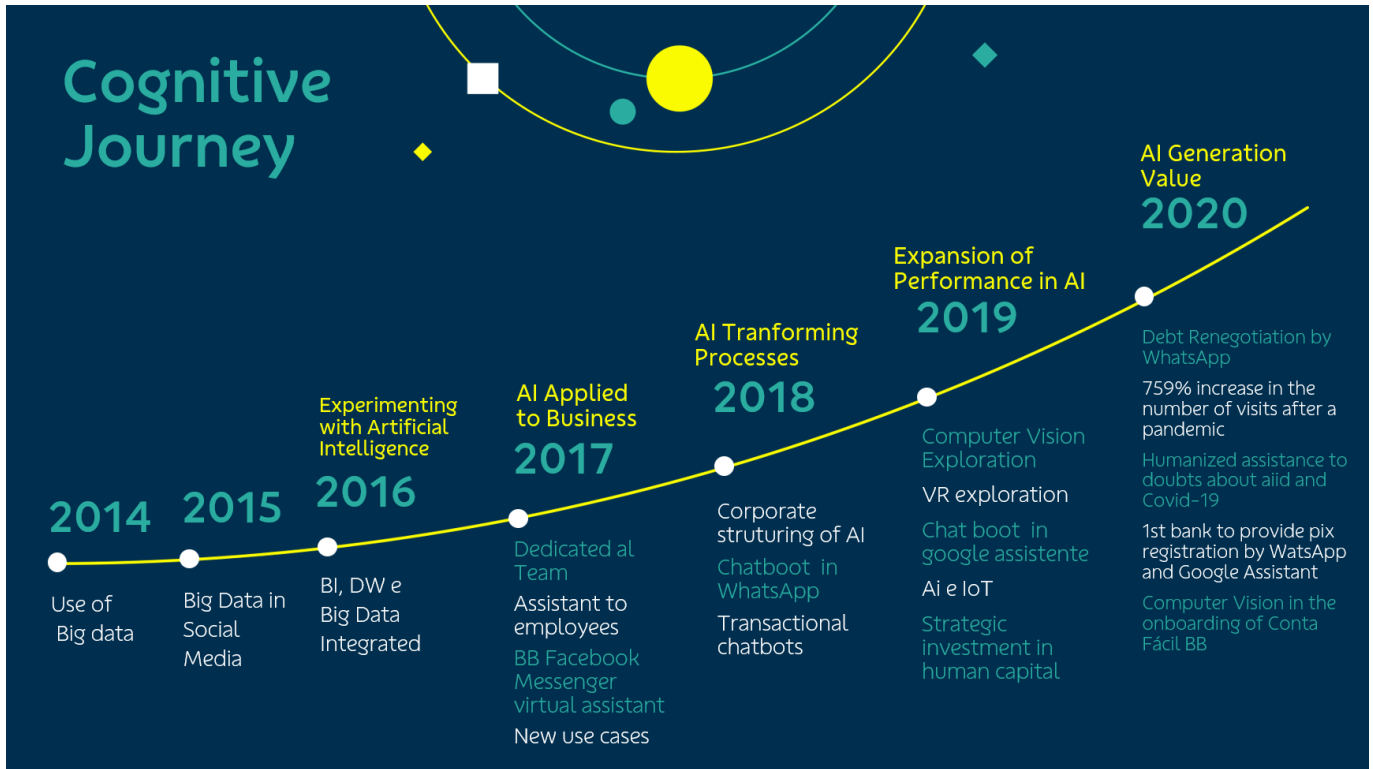 Cognitive
Journey
2014
Use of
Big data
2015
Big Data in
Social
Media
Experimenting
with Artificial
Intelligence
2016
BI, DW e
Big Data
Integrated
AI Applied
to Business
2017
Dedicated al
Team
Assistant to
employees
BB Facebook
Messenger
virtual assistant
New use cases
AI Tranforming
Processes
2018
Corporate
struturing of AI
Chatboot in
WhatsApp
Transactional
chatbots
Expansion of
Performance in AI
2019
Computer Vision
Exploration
VR exploration
Chat boot in
google assistente
Ai e IoT
Strategic
investment in
human capital
AI Generation
Value
2020
Debt Renegotiation by
WhatsApp
759% increase in the
number of visits after a
pandemic
Humanized assistance to
doubts about aiid and
Covid-19
1st bank to provide pix
registration by WatsApp
and Google Assistant
Computer Vision in the
onboarding of Conta
Fácil BB